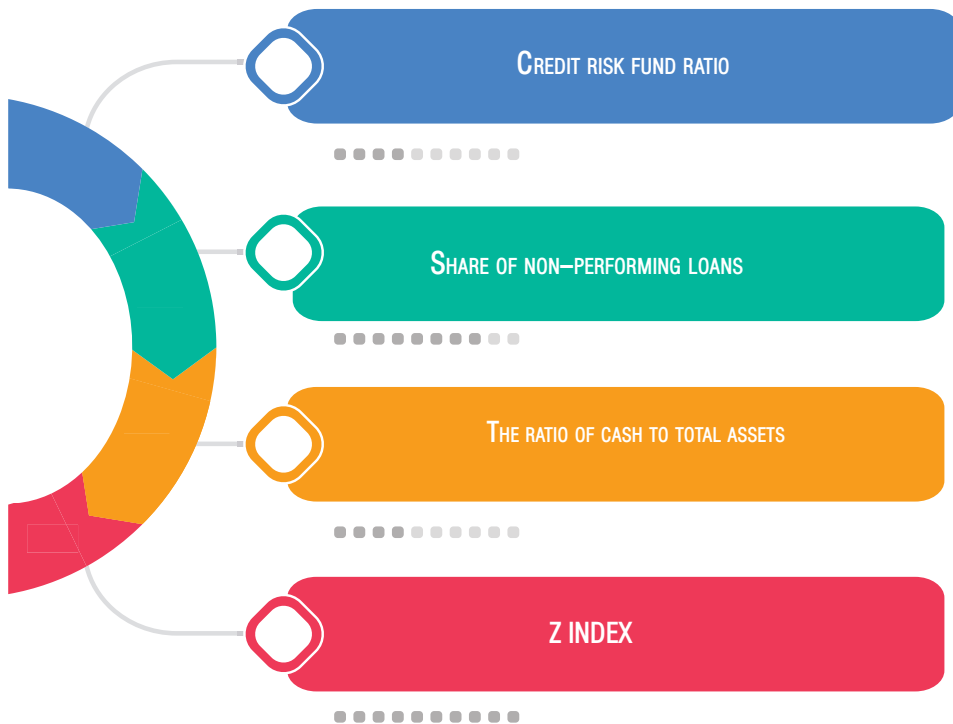 CREDIT RISK FUND RATIO
SHARE OF NON–PERFORMING LOANS
THE RATIO OF CASH TO TOTAL ASSETS
Z INDEX